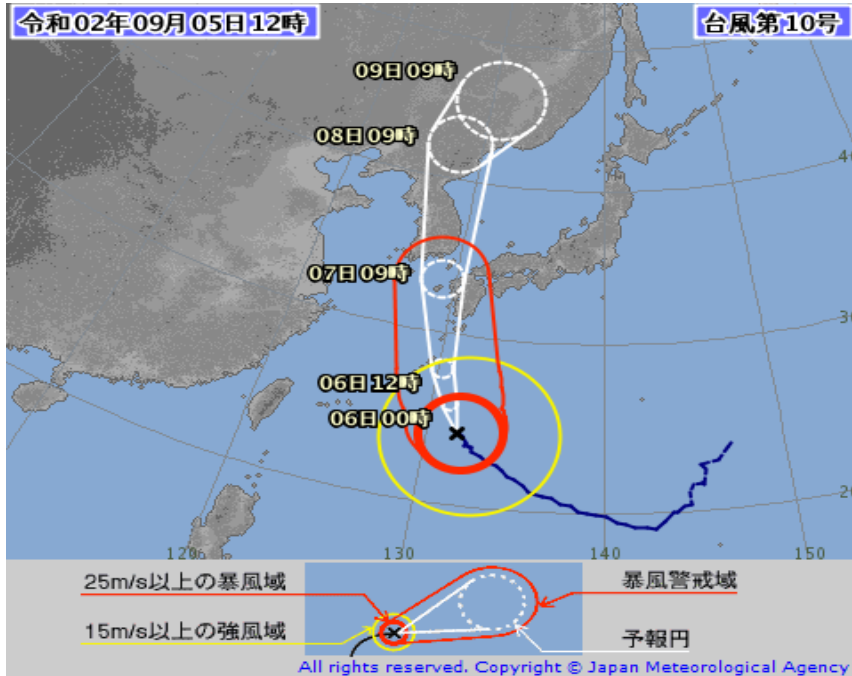 令和02年09月05日12時
台風第10号
09日09時
08日09時
40
07日09時
30
06日12時
06日00時
20
120
130
140
150
25m/s以上の暴風域
暴風警戒域
15m/s以上の強風域
予報円
All rights reserved. Copyright © Japan Meteorological Agency